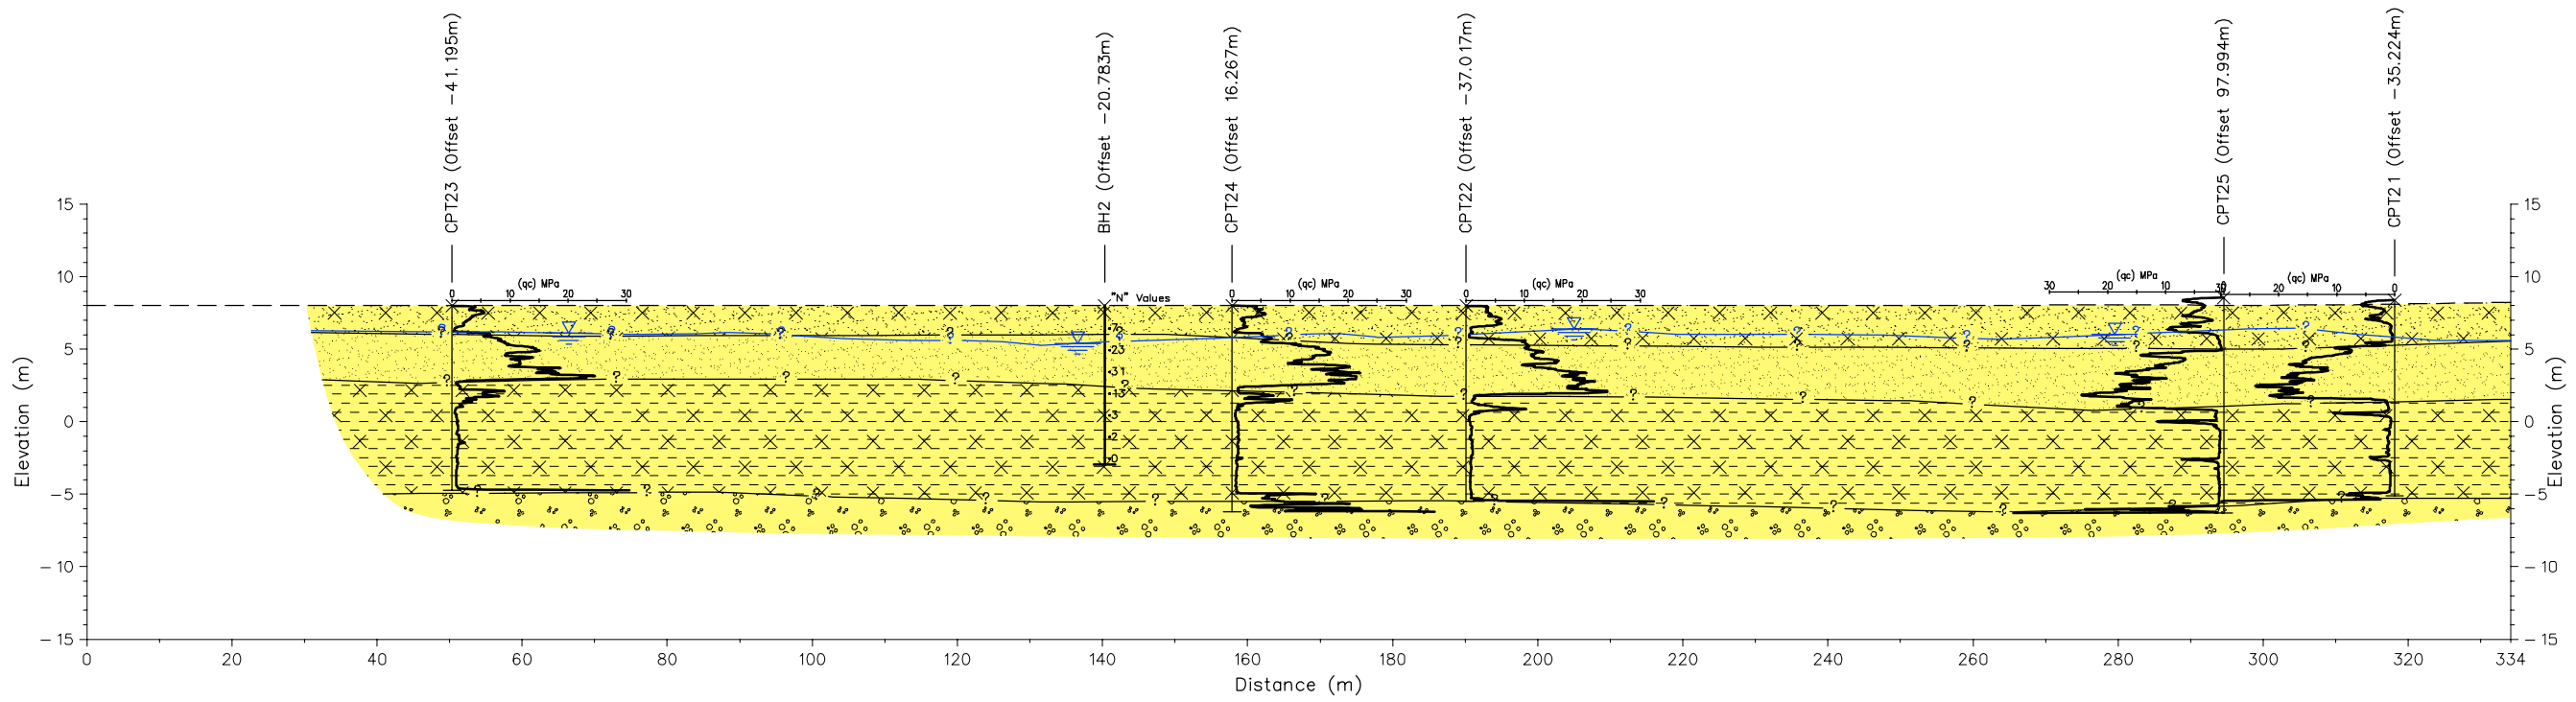 CPT23 (Offset -41.195m)
BH2 (Offset -20.783m)
CPT24 (Offset 16.267m)
CPT22 (Offset -37.017m)
CPT25 (Offset 97.994m)
CPT21 (Offset -35.224m)
15
10
5
0
-5
-10
-15
Elevation (m)
(qc) MPa
0 10 20 30
"N" Values
23
31
13
3
2
0
(qc) MPa
0 10 20 30
(qc) MPa
0 10 20 30
(qc) MPa
30 20 10
(qc) MPa
20 10 0
15
10
5
0
-5
-10
-15
Elevation (m)
0 20 40 60 80 100 120 140 160 180 200 220 240 260 280 300 320 334
Distance (m)